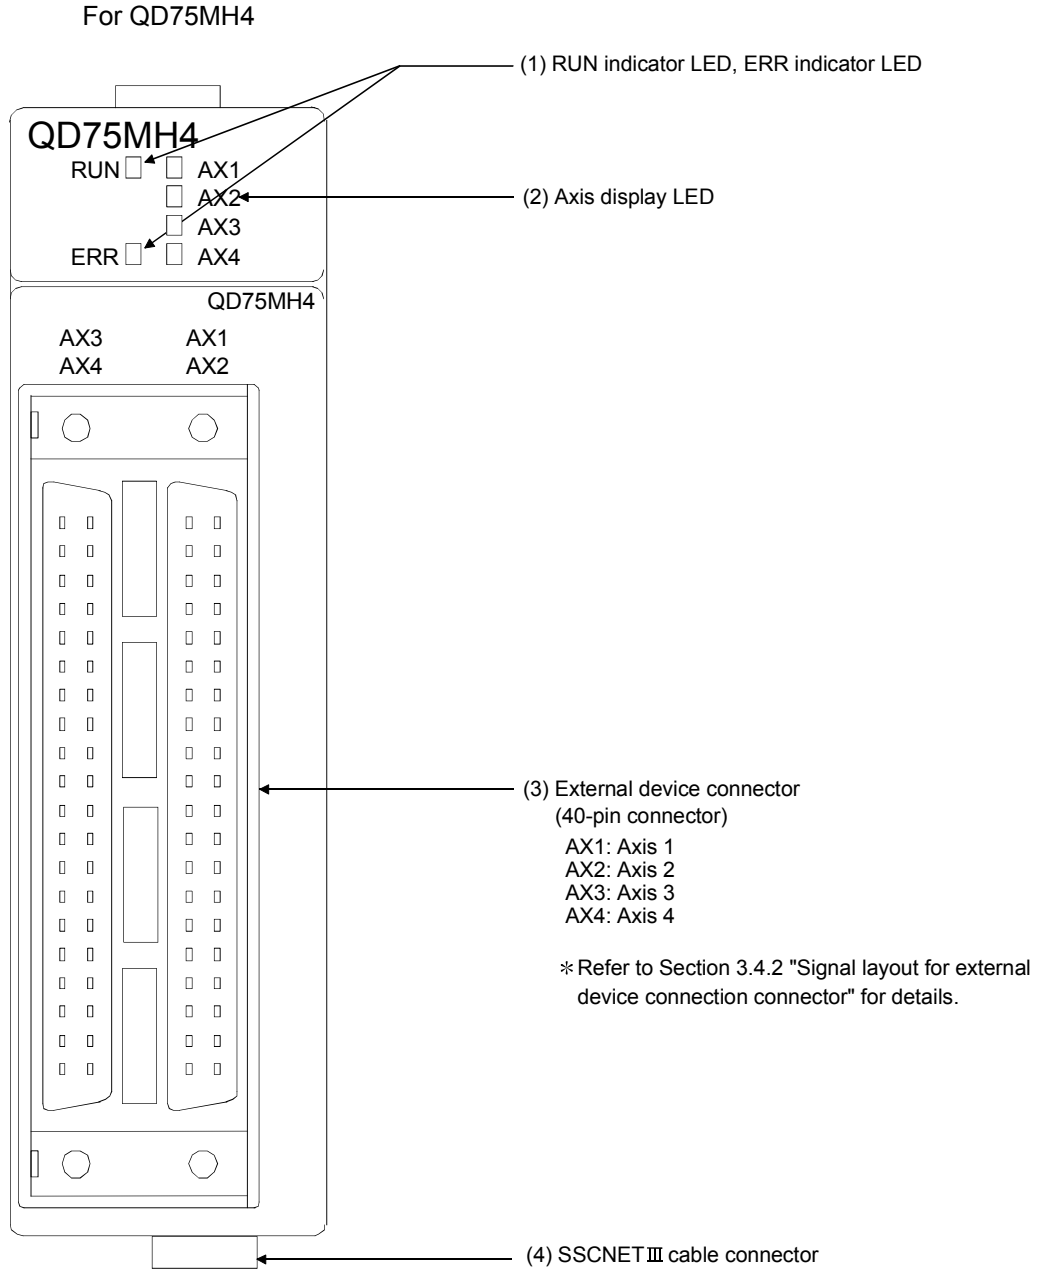 For QD75MH4
(1) RUN indicator LED, ERR indicator LED
QD75MH4
RUN AX1
AX2
(2) Axis display LED
AX3
ERR AX4
QD75MH4
AX3 AX1
AX4 AX2
(3) External device connector
(40-pin connector)
AX1: Axis 1
AX2: Axis 2
AX3: Axis 3
AX4: Axis 4
＊Refer to Section 3.4.2 "Signal layout for external
device connection connector" for details.
(4) SSCNETⅢ cable connector